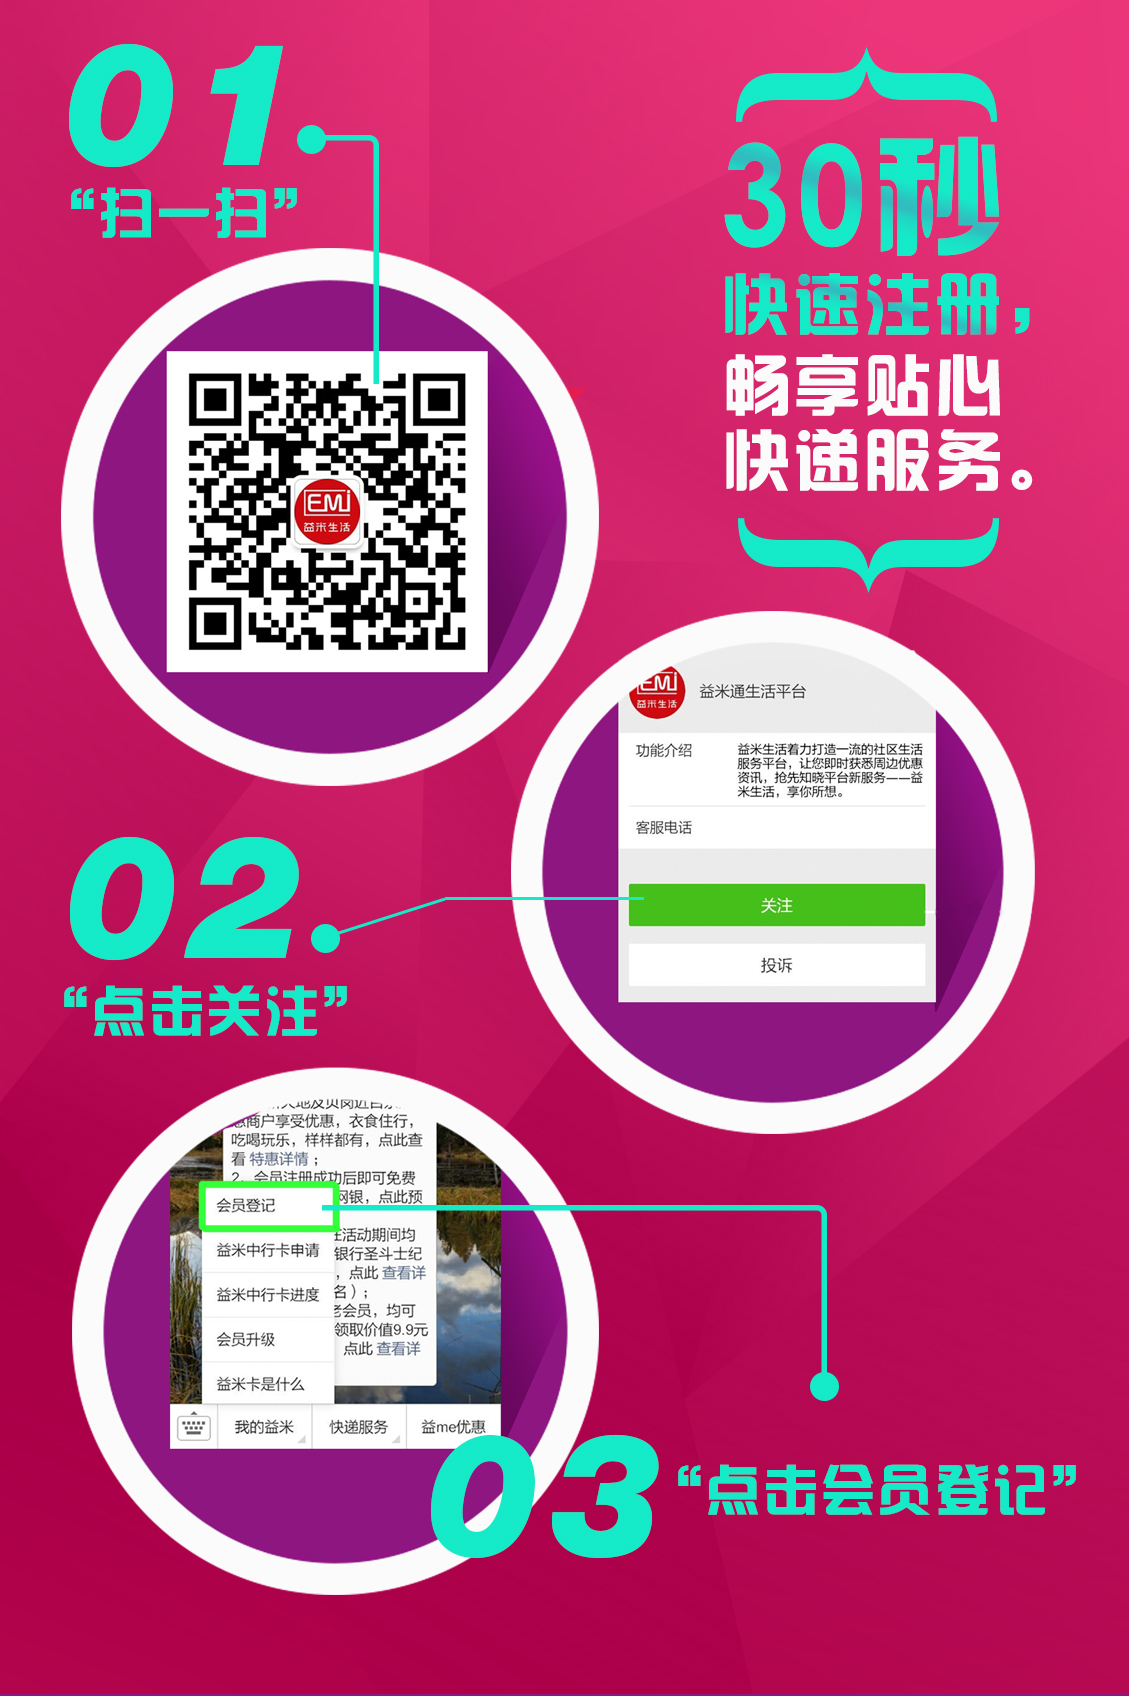 01
“扫一扫”
30秒
快速注册，
畅享贴心
快递服务。
EMi
益米生活
EMi
益米生活
益米通生活平台
功能介绍
益米生活着力打造一流的社区生活
服务平台，让您即时获悉周边优惠
资讯，抢先知晓平台新服务——益
米生活，享你所想。
客服电话
关注
投诉
02
“点击关注”
商户享受优惠，衣食住行，
吃喝玩乐，样样都有，点此查
看 特惠详情；
2、会员注册成功后即可免费
会员登记
网银，点此预
益米中行卡申请
在活动期间均
银行圣斗士纪
益米中行卡进度
，点此 查看详
名）；
会员升级
老会员，均可
领取价值9.9元
点此 查看详
益米卡是什么
我的益米
快递服务
益me优惠
03
“点击会员登记”